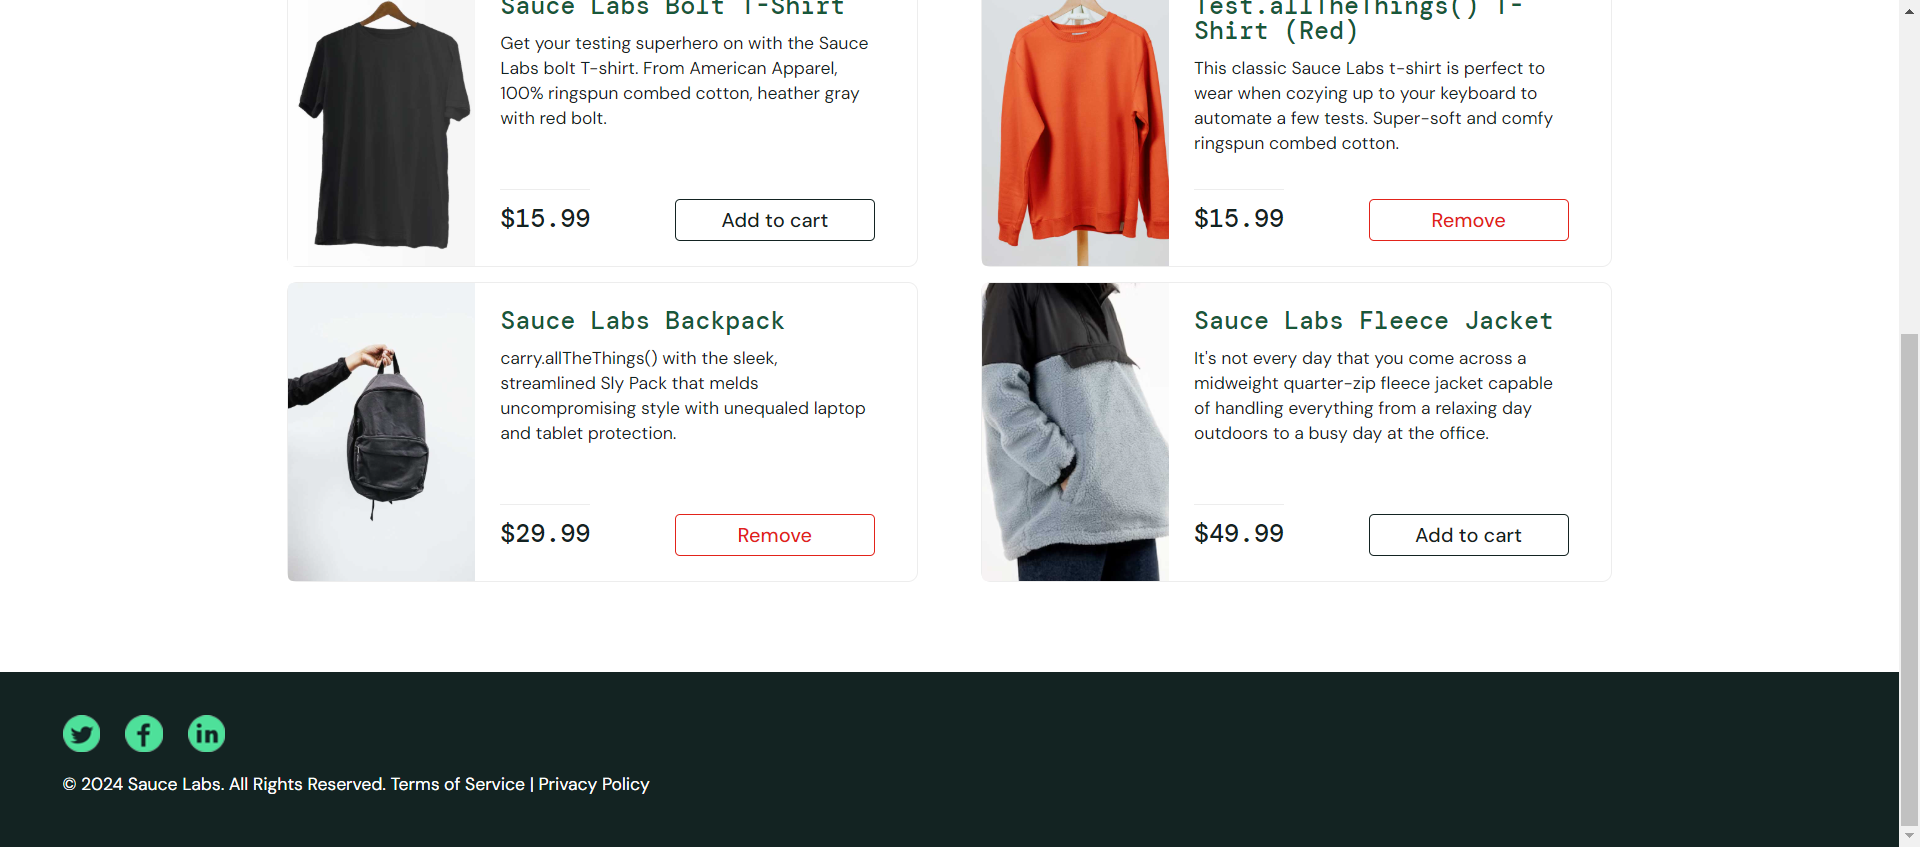 Sauce Labs Bolt T-Shirt
Get your testing superhero on with the Sauce
Labs bolt T-shirt. From American Apparel,
100% ringspun combed cotton, heather gray
with red bolt.
$15.99
Add to cart
Test.allTheThings() T-
Shirt (Red)
This classic Sauce Labs t-shirt is perfect to
wear when cozying up to your keyboard to
automate a few tests. Super-soft and comfy
ringspun combed cotton.
$15.99
Remove
Sauce Labs Backpack
carry.allTheThings() with the sleek,
streamlined Sly Pack that melds
uncompromising style with unequaled laptop
and tablet protection.
$29.99
Remove
Sauce Labs Fleece Jacket
It's not every day that you come across a
midweight quarter-zip fleece jacket capable
of handling everything from a relaxing day
outdoors to a busy day at the office.
$49.99
Add to cart
© 2024 Sauce Labs. All Rights Reserved. Terms of Service | Privacy Policy